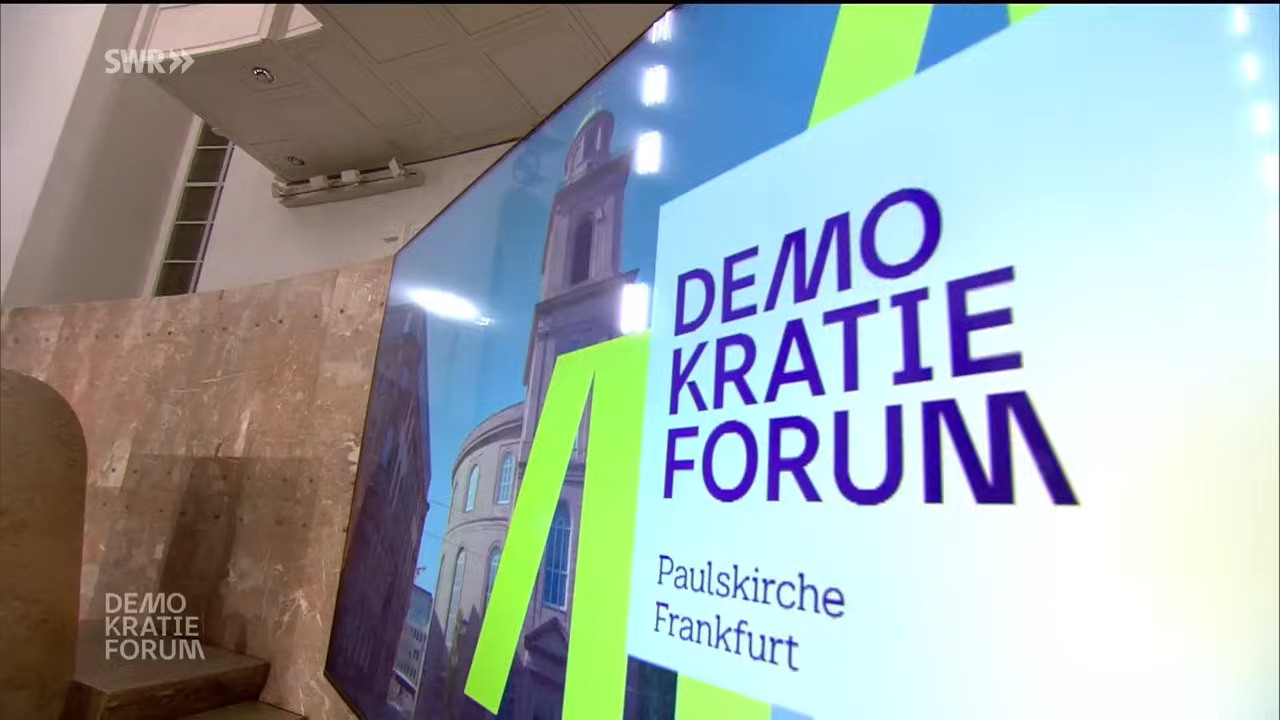 SWR
DEMO
KRATIE
FORUM
Paulskirche
Frankfurt
DEMO
KRATIE
FORUM